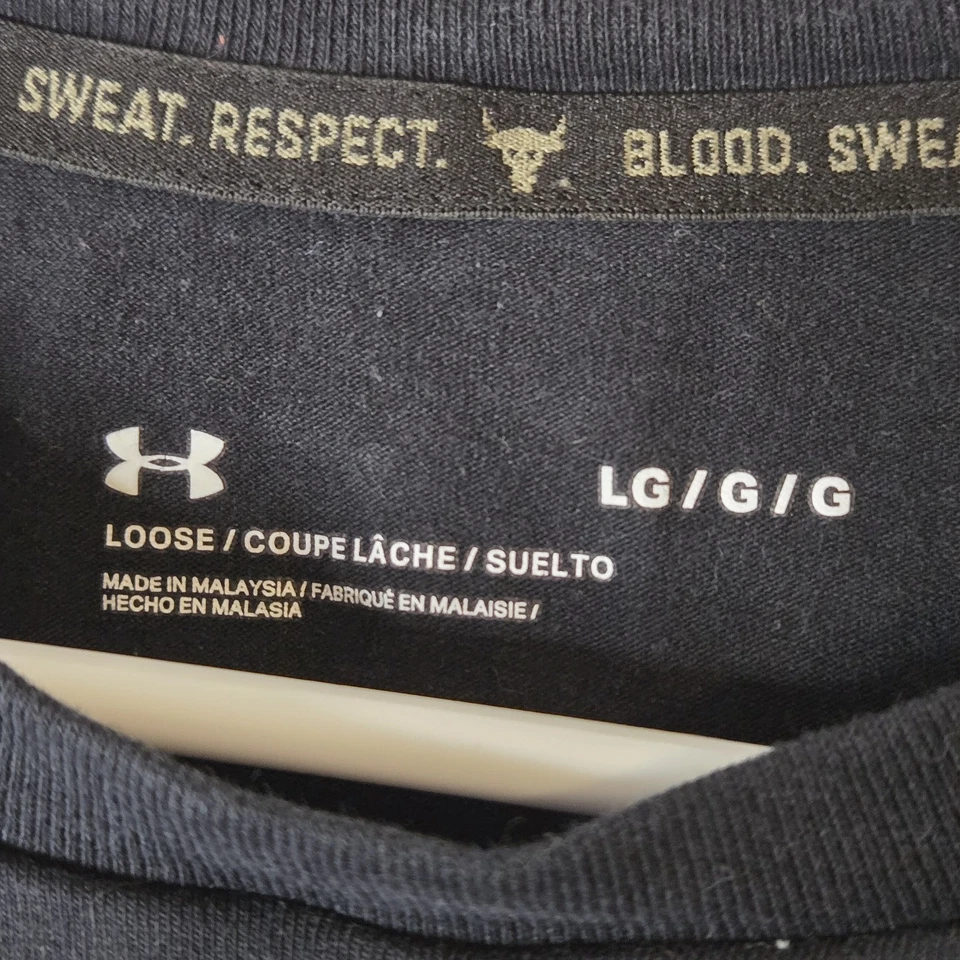 SWEAT. RESPECT. BLOOD. SWEA
LG / G / G
LOOSE / COUPE LÂCHE / SUELTO
MADE IN MALAYSIA / FABRIQUÉ EN MALAISIE /
HECHO EN MALASIA